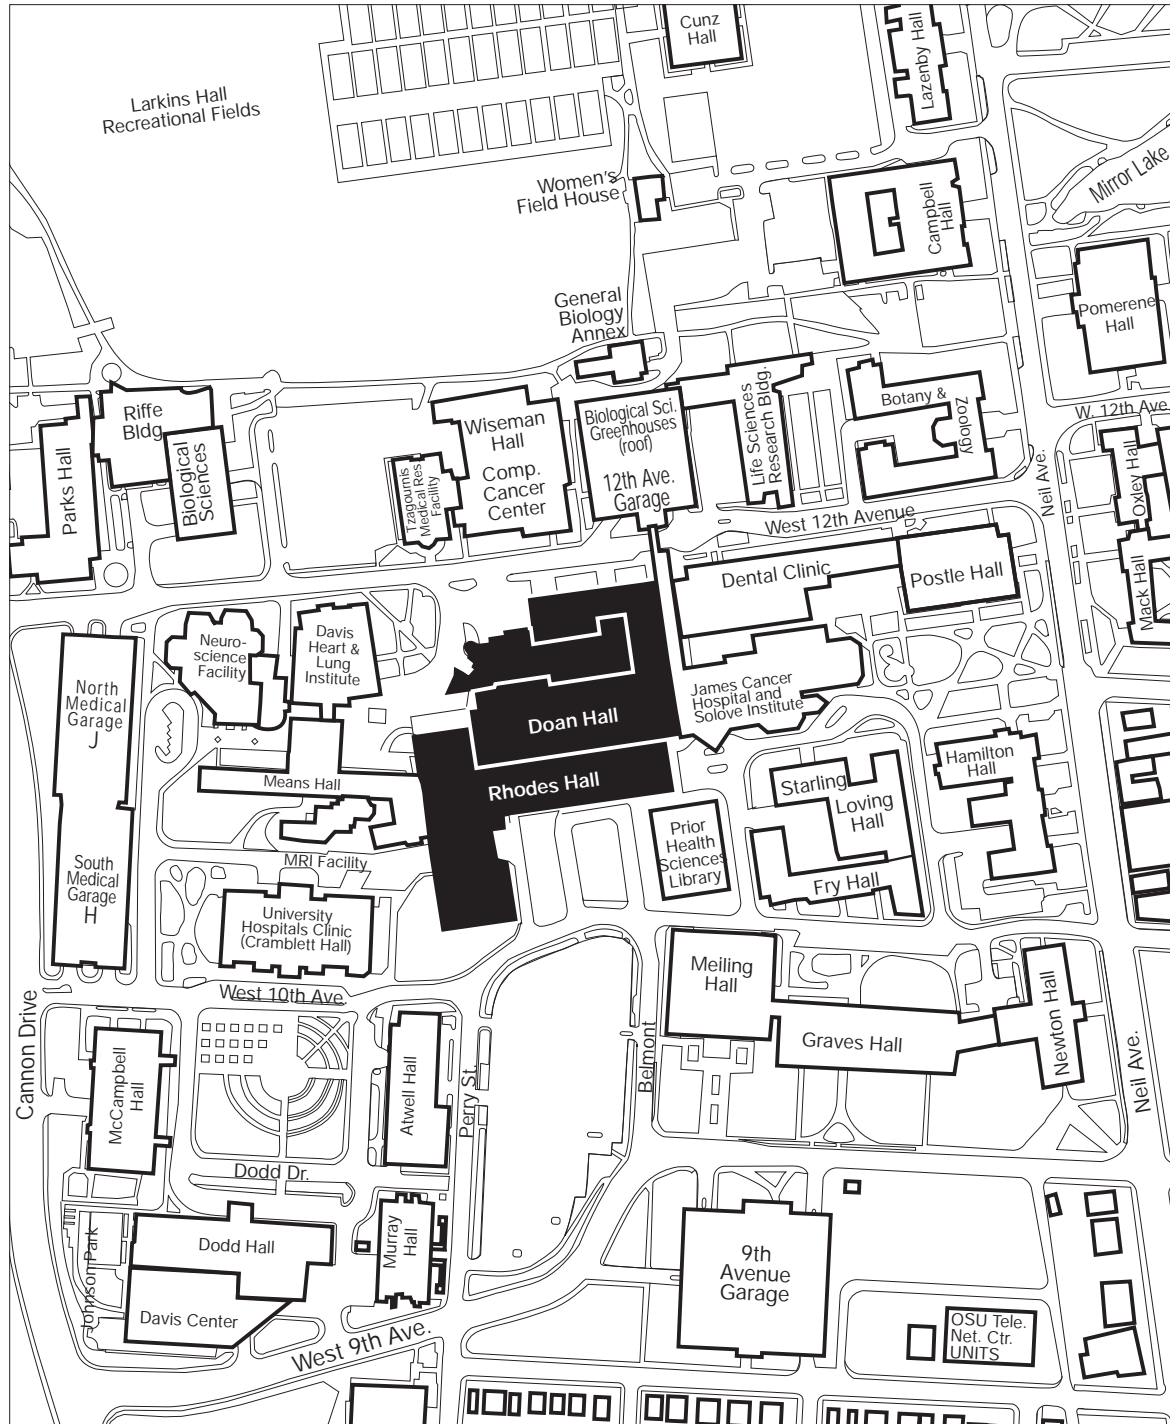 Cunz
Hall
Lazenby Hall
Larkins Hall
Recreational Fields
Mirror Lake
Women's
Field House
Campbell
Hall
General
Biology
Annex
Pomerene
Hall
Riffe
Bldg.
Parks Hall
Biological
Sciences
Wiseman
Hall
Comp.
Cancer
Center
Tzagournis
Medical Res
Facility
Biological Sci.
Greenhouses
(roof)
12th Ave.
Garage
Life Sciences
Research Bldg.
Botany &
Zoology
W. 12th Ave
Neil Ave.
Oxley Hall
West 12th Avenue
Mack Hall
Dental Clinic
Postle Hall
Neuro-
science
Facility
Davis
Heart &
Lung
Institute
North
Medical
Garage
J
James Cancer
Hospital and
Solove Institute
Doan Hall
Rhodes Hall
Means Hall
Hamilton
Hall
Starling
Loving
Hall
Prior
Health
Sciences
Library
MRI Facility
South
Medical
Garage
H
Fry Hall
University
Hospitals Clinic
(Cramblett Hall)
West 10th Ave.
Meiling
Hall
Graves Hall
Newton Hall
Cannon Drive
McCampbell
Hall
Atwell Hall
Perry St.
Belmont
Neil Ave.
Dodd Dr.
Johnson Park
Dodd Hall
Murray
Hall
Davis Center
West 9th Ave.
9th
Avenue
Garage
OSU Tele.
Net. Ctr.
UNITS